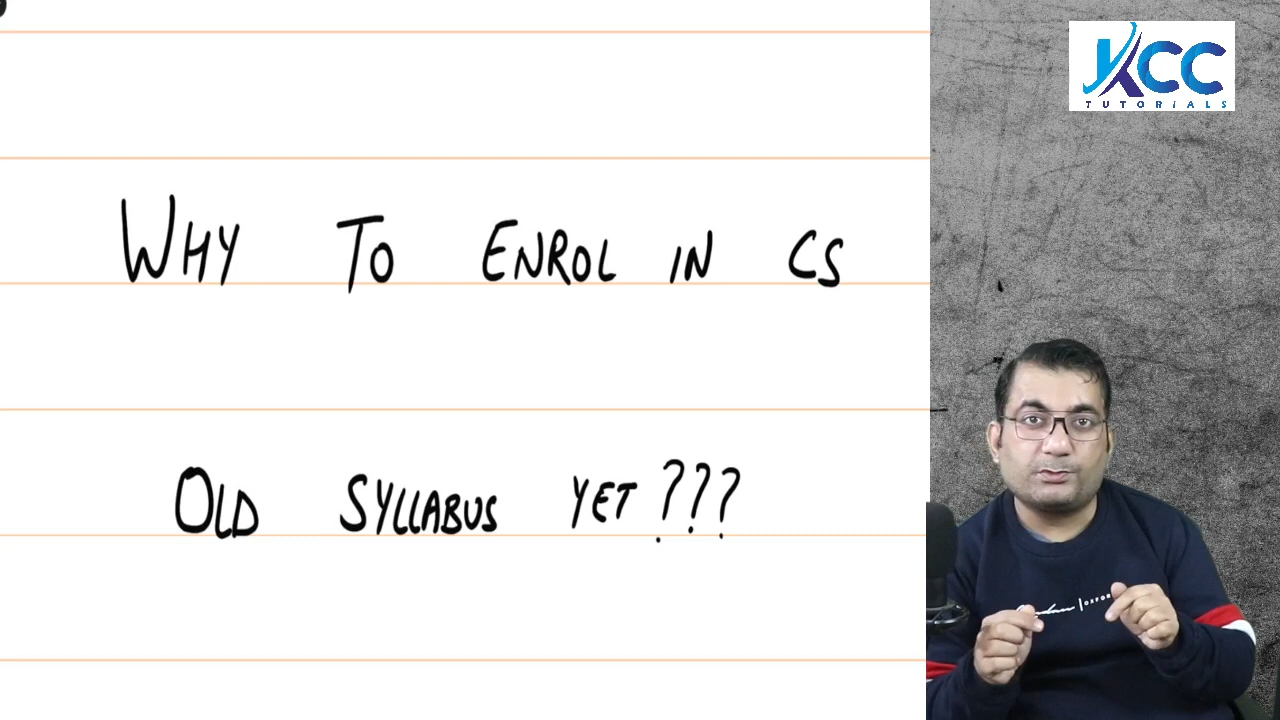 KCC
TUTORIALS
WHY TO ENROL IN CS
OLD SYLLABUS YET ???